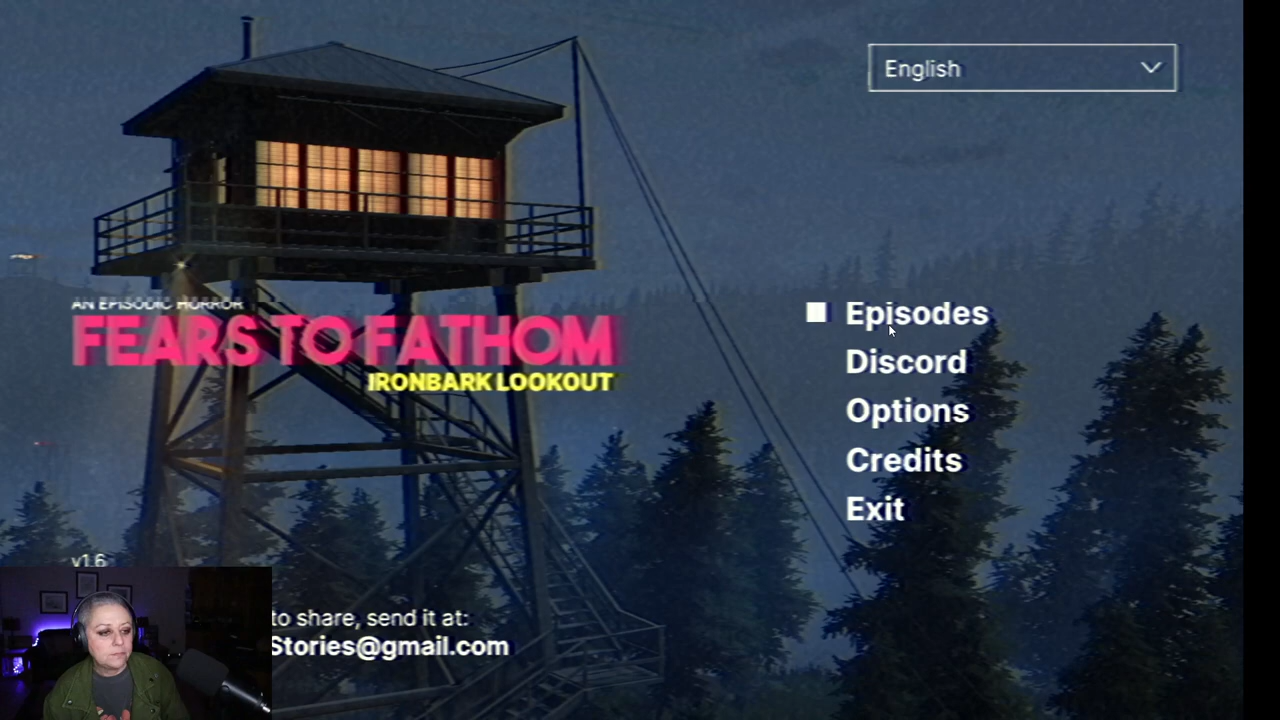 English
AN EPISODIC HORROR
FEARS TO FATHOM
IRONBARK LOOKOUT
Episodes
Discord
Options
Credits
Exit
v1.6
to share, send it at:
Stories@gmail.com